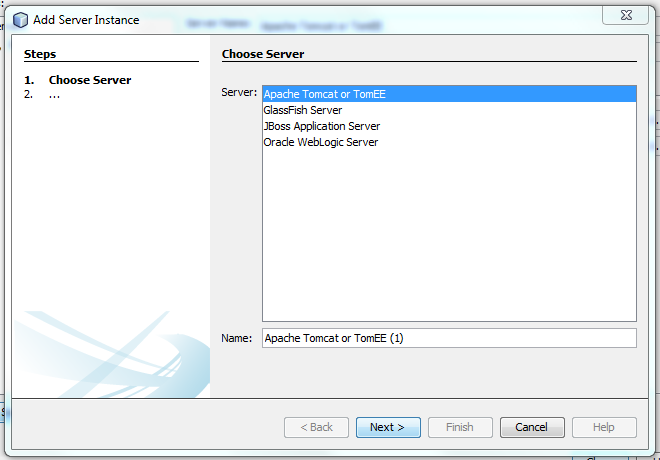 Add Server Instance
Steps
1. Choose Server
2. ...
Choose Server
Server:
Apache Tomcat or TomEE
GlassFish Server
JBoss Application Server
Oracle WebLogic Server
Name: Apache Tomcat or TomEE (1)
< Back
Next >
Finish
Cancel
Help